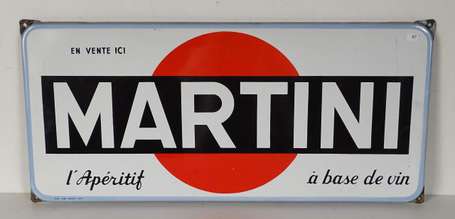 EN VENTE ICI
MARTINI
l'Apéritif à base de vin